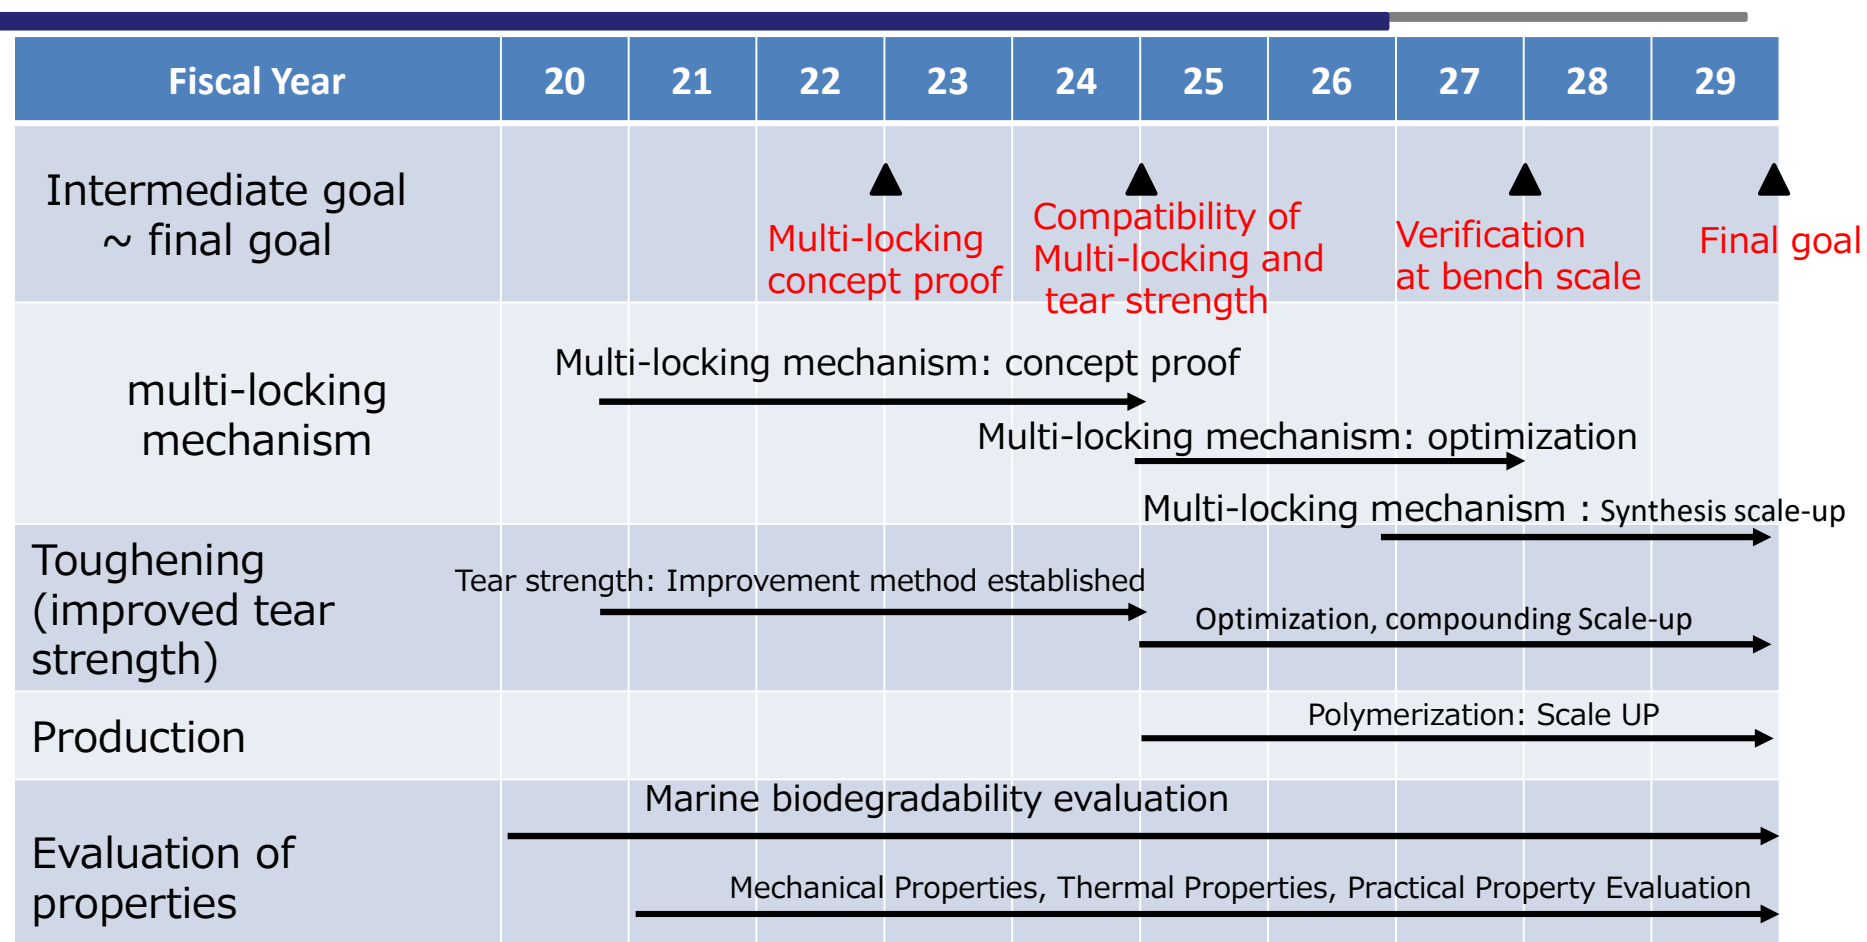 Fiscal Year 20 21 22 23 24 25 26 27 28 29
Intermediate goal
~ final goal
Multi-locking
concept proof
Compatibility of
Multi-locking and
tear strength
Verification
at bench scale
Final goal
multi-locking
mechanism
Multi-locking mechanism: concept proof
Multi-locking mechanism: optimization
Multi-locking mechanism : Synthesis scale-up
Toughening
(improved tear
strength)
Tear strength: Improvement method established
Optimization, compounding Scale-up
Production
Polymerization: Scale UP
Evaluation of
properties
Marine biodegradability evaluation
Mechanical Properties, Thermal Properties, Practical Property Evaluation